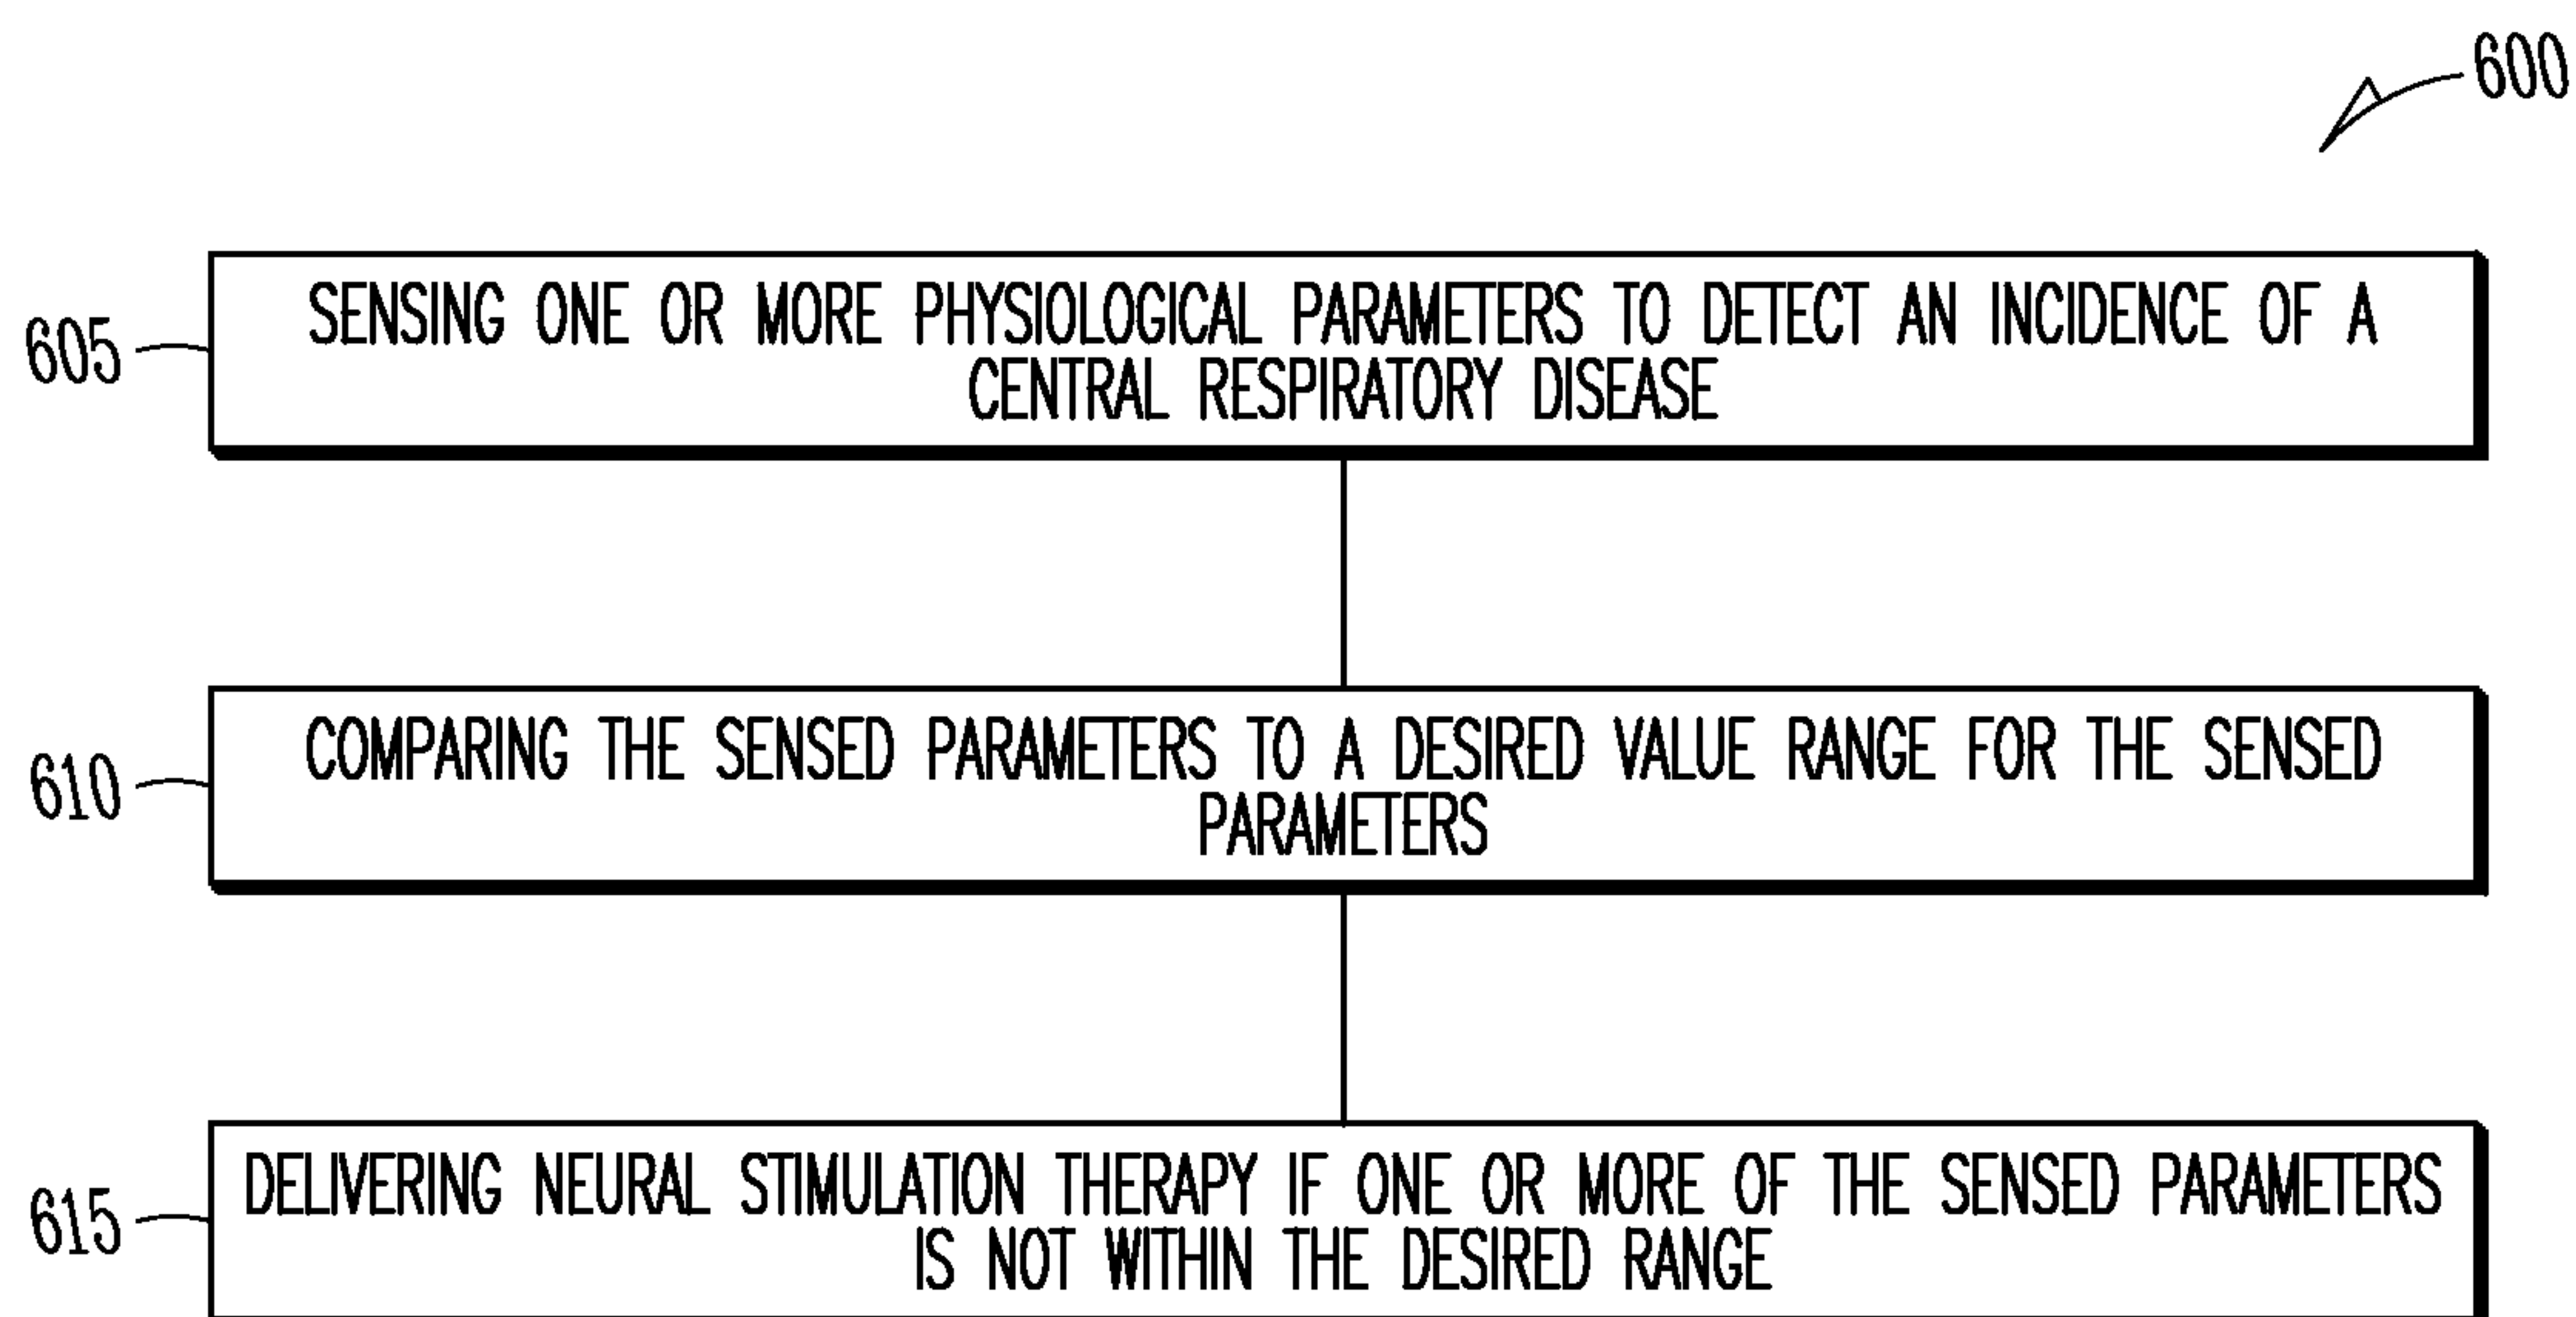 600
605
SENSING ONE OR MORE PHYSIOLOGICAL PARAMETERS TO DETECT AN INCIDENCE OF A
CENTRAL RESPIRATORY DISEASE
610
COMPARING THE SENSED PARAMETERS TO A DESIRED VALUE RANGE FOR THE SENSED
PARAMETERS
615
DELIVERING NEURAL STIMULATION THERAPY IF ONE OR MORE OF THE SENSED PARAMETERS
IS NOT WITHIN THE DESIRED RANGE